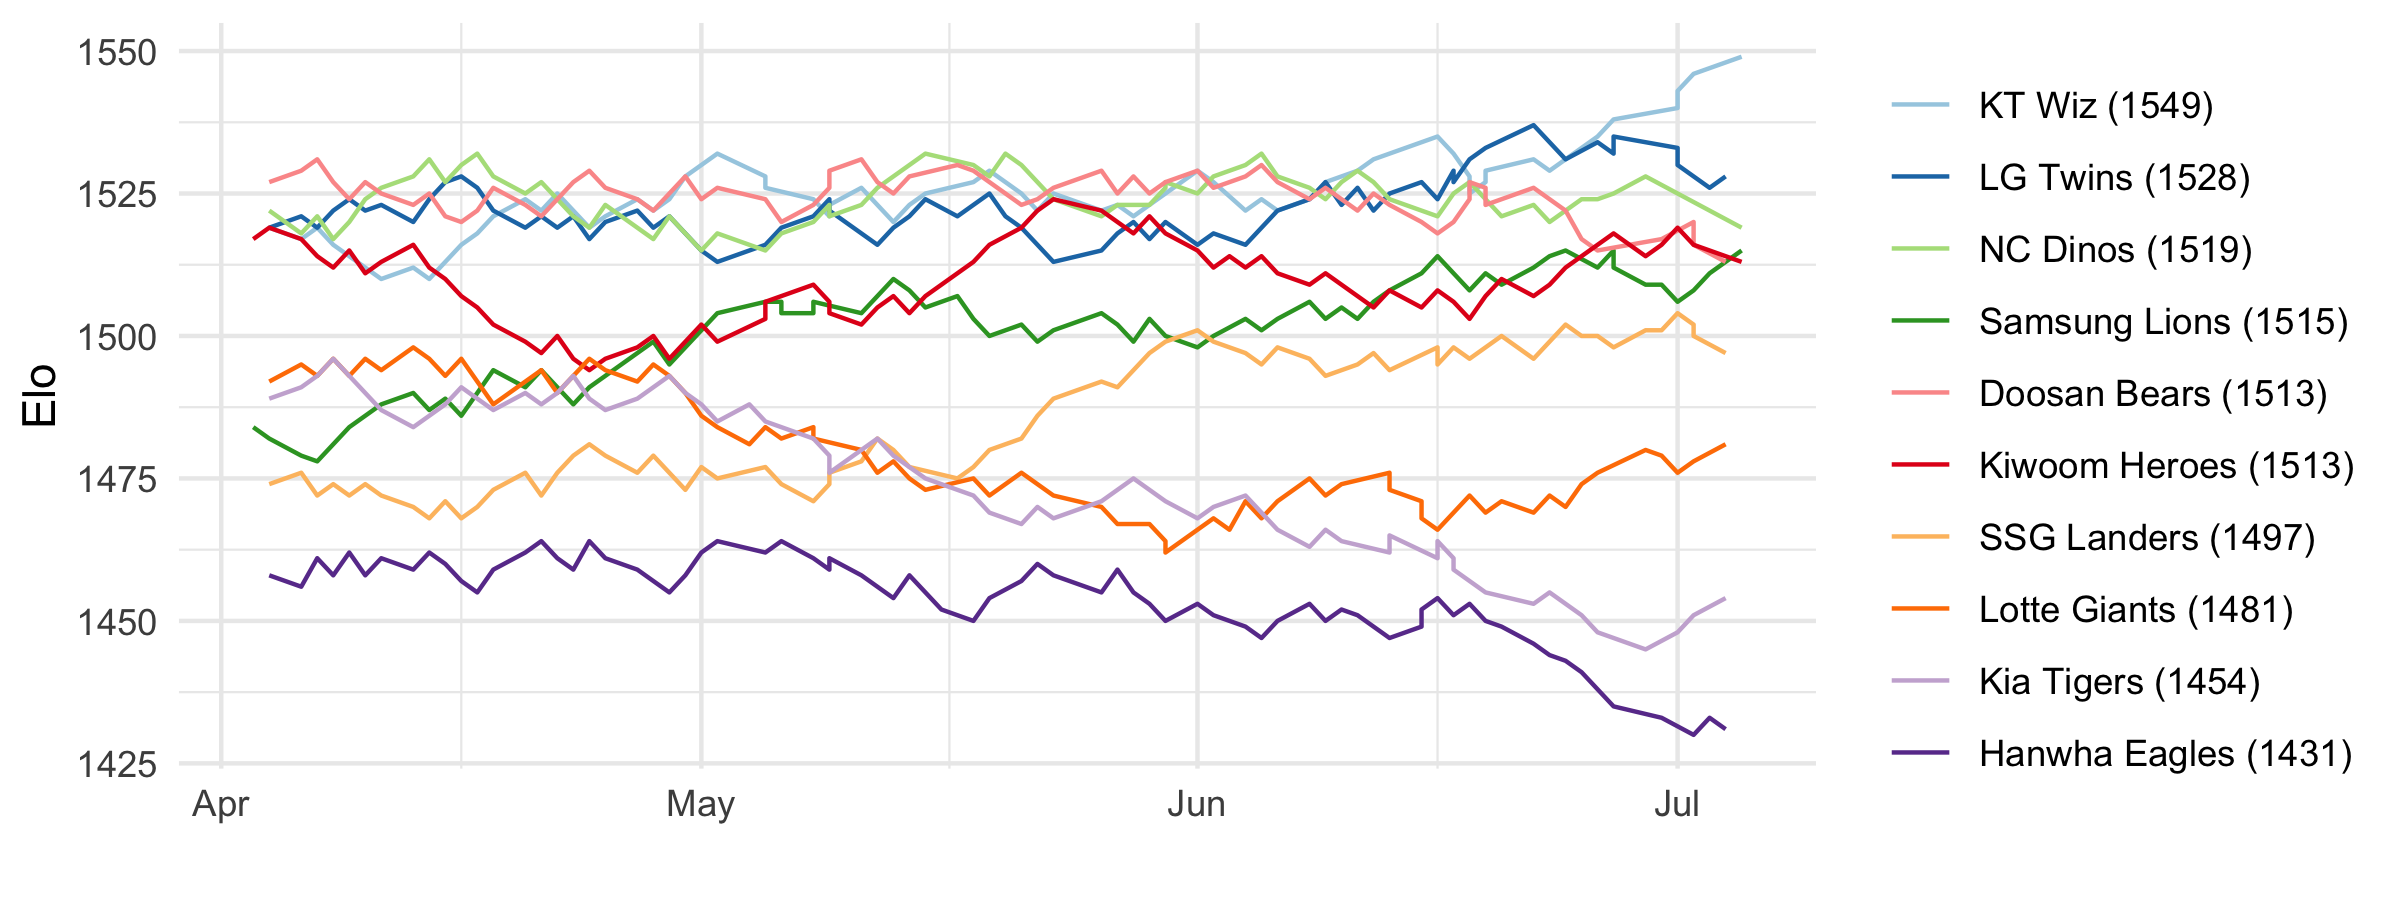 Elo
1550
1525
1500
1475
1450
1425
Apr May Jun Jul
KT Wiz (1549)
LG Twins (1528)
NC Dinos (1519)
Samsung Lions (1515)
Doosan Bears (1513)
Kiwoom Heroes (1513)
SSG Landers (1497)
Lotte Giants (1481)
Kia Tigers (1454)
Hanwha Eagles (1431)